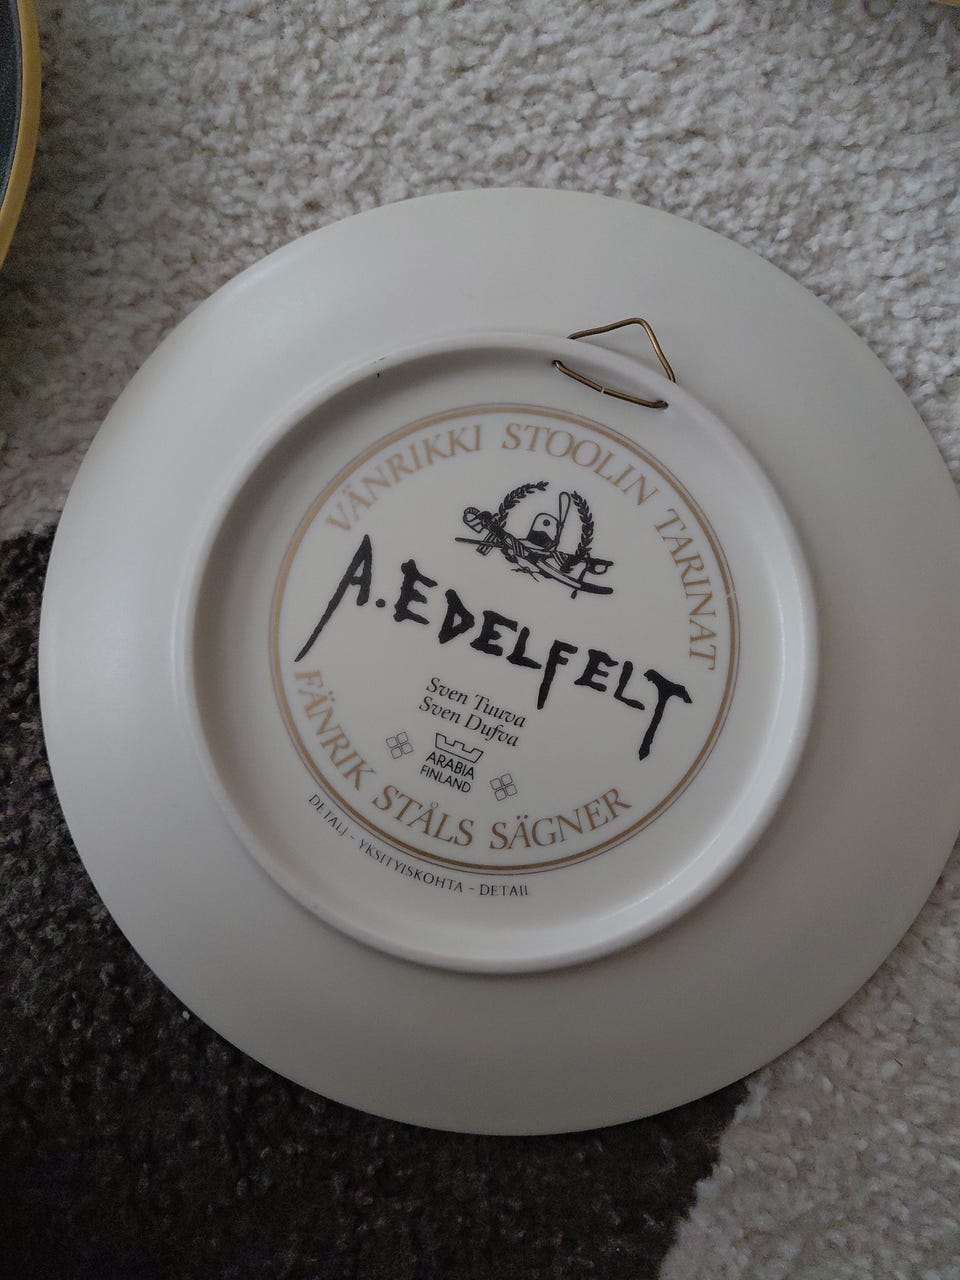 VÄNRIKKI STOOLIN TARINAT
A. EDELFELT
Sven Tuuva
Sven Dufva
ARABIA
FINLAND
FÄNRIK STÅLS SÄGNER
DETALJ - YKSITYISKOHTA - DETAIL